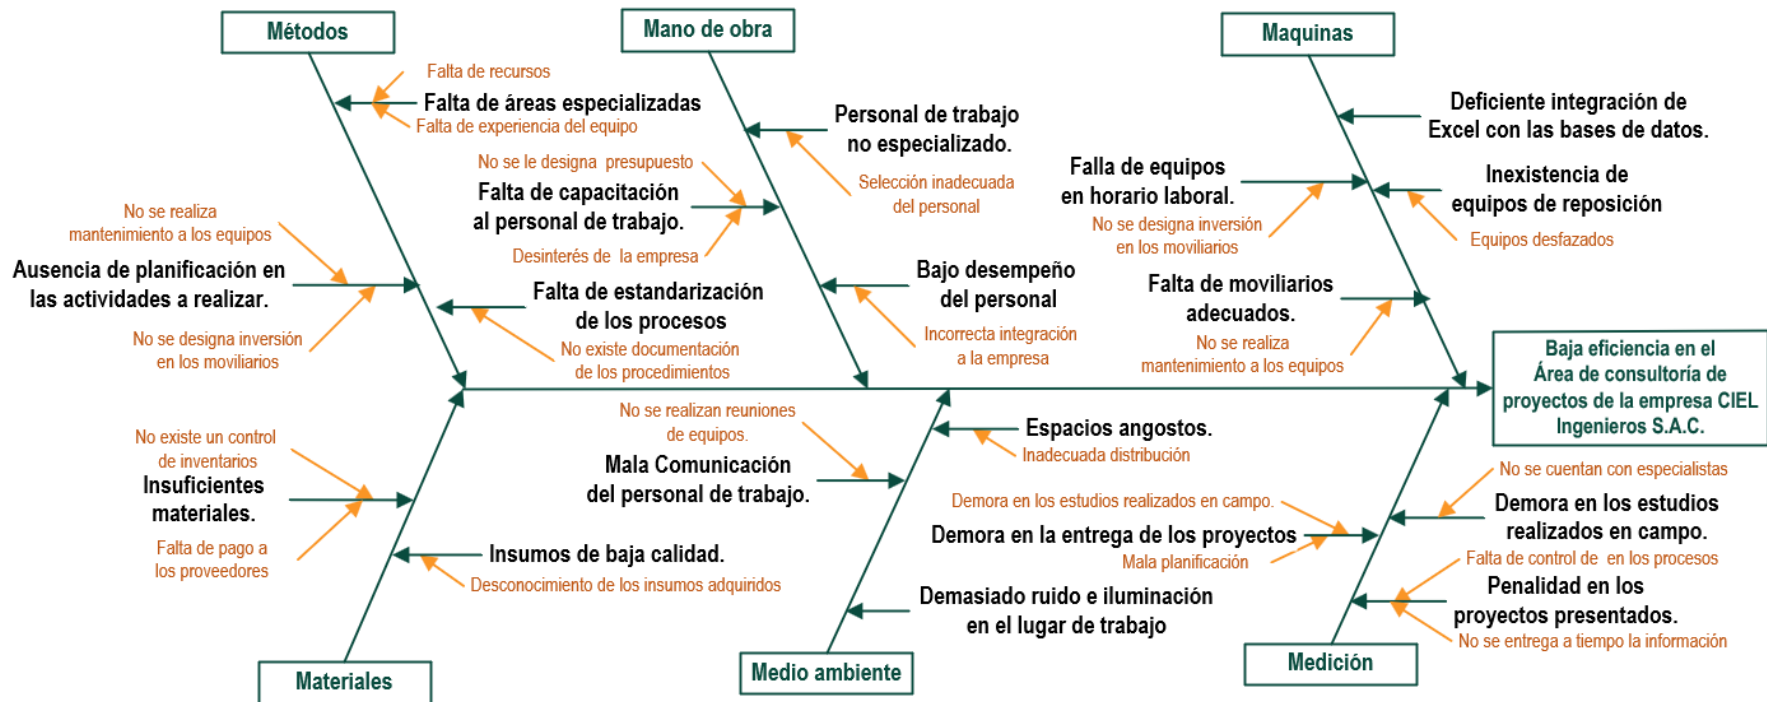 Métodos
Mano de obra
Maquinas
Falta de recursos
Falta de áreas especializadas
Falta de experiencia del equipo
No se realiza
mantenimiento a los equipos
Ausencia de planificación en
las actividades a realizar.
No se designa inversión
en los moviliarios
Falta de estandarización
de los procesos
No existe documentación
de los procedimientos
Personal de trabajo
no especializado.
Selección inadecuada
del personal
No se le designa presupuesto
Falta de capacitación
al personal de trabajo.
Desinterés de la empresa
Bajo desempeño
del personal
Incorrecta integración
a la empresa
Deficiente integración de
Excel con las bases de datos.
Falla de equipos
en horario laboral.
No se designa inversión
en los moviliarios
Inexistencia de
equipos de reposición
Equipos desfazados
Falta de moviliarios
adecuados.
No se realiza
mantenimiento a los equipos
Baja eficiencia en el
Área de consultoría de
proyectos de la empresa CIEL
Ingenieros S.A.C.
No existe un control
de inventarios
Insuficientes
materiales.
Falta de pago a
los proveedores
Insumos de baja calidad.
Desconocimiento de los insumos adquiridos
No se realizan reuniones
de equipos.
Mala Comunicación
del personal de trabajo.
Espacios angostos.
Inadecuada distribución
Demasiado ruido e iluminación
en el lugar de trabajo
Demora en los estudios realizados en campo.
Demora en la entrega de los proyectos
Mala planificación
No se cuentan con especialistas
Demora en los estudios
realizados en campo.
Falta de control de en los procesos
Penalidad en los
proyectos presentados.
No se entrega a tiempo la información
Materiales
Medio ambiente
Medición